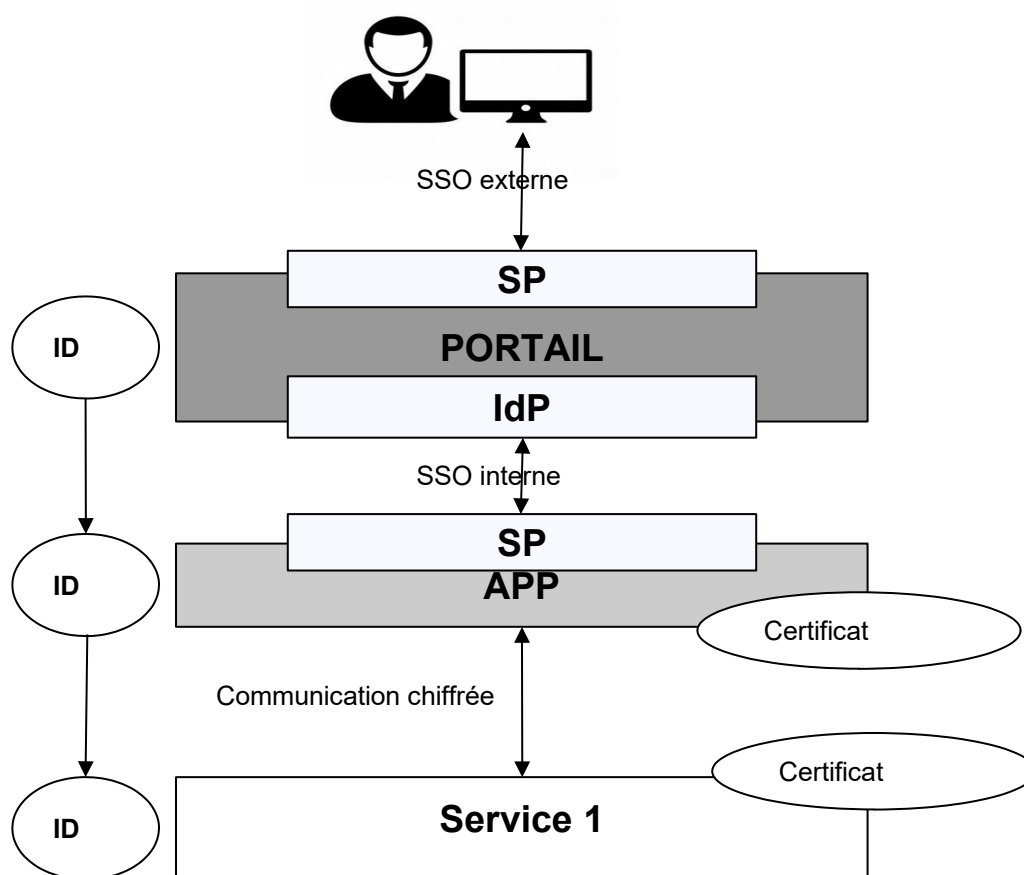 SSO externe
SP
ID
PORTAIL
IdP
SSO interne
SP
ID
APP
Certificat
Communication chiffrée
Certificat
ID
Service 1